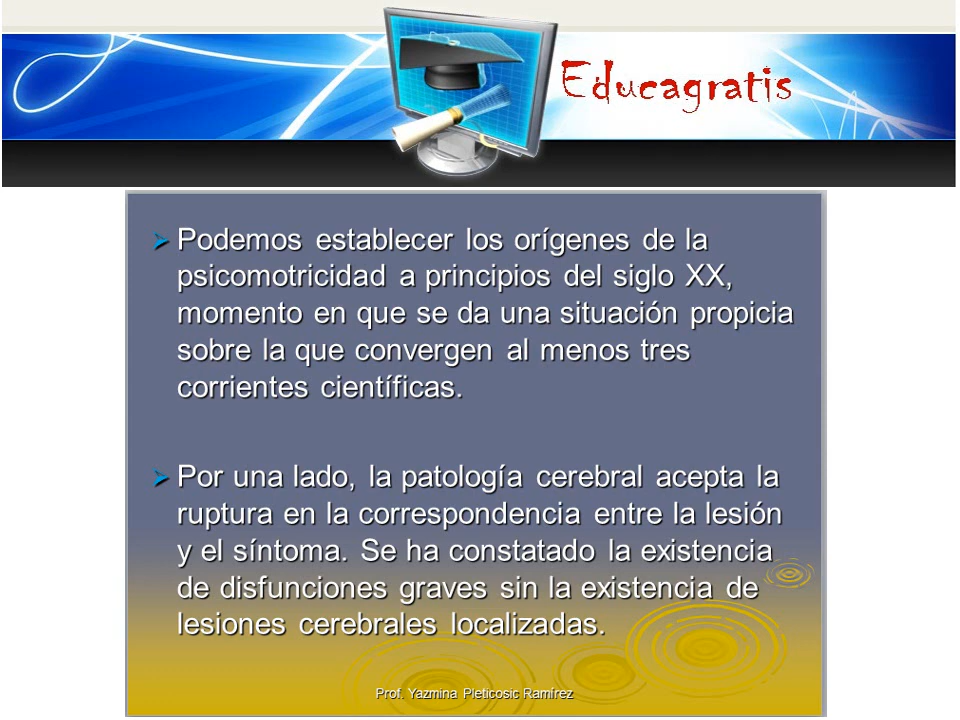 Educagratis
Podemos establecer los orígenes de la
psicomotricidad a principios del siglo XX,
momento en que se da una situación propicia
sobre la que convergen al menos tres
corrientes científicas.
Por una lado, la patología cerebral acepta la
ruptura en la correspondencia entre la lesión
y el síntoma. Se ha constatado la existencia
de disfunciones graves sin la existencia de
lesiones cerebrales localizadas.
Prof. Yazmina Pleticosic Ramírez